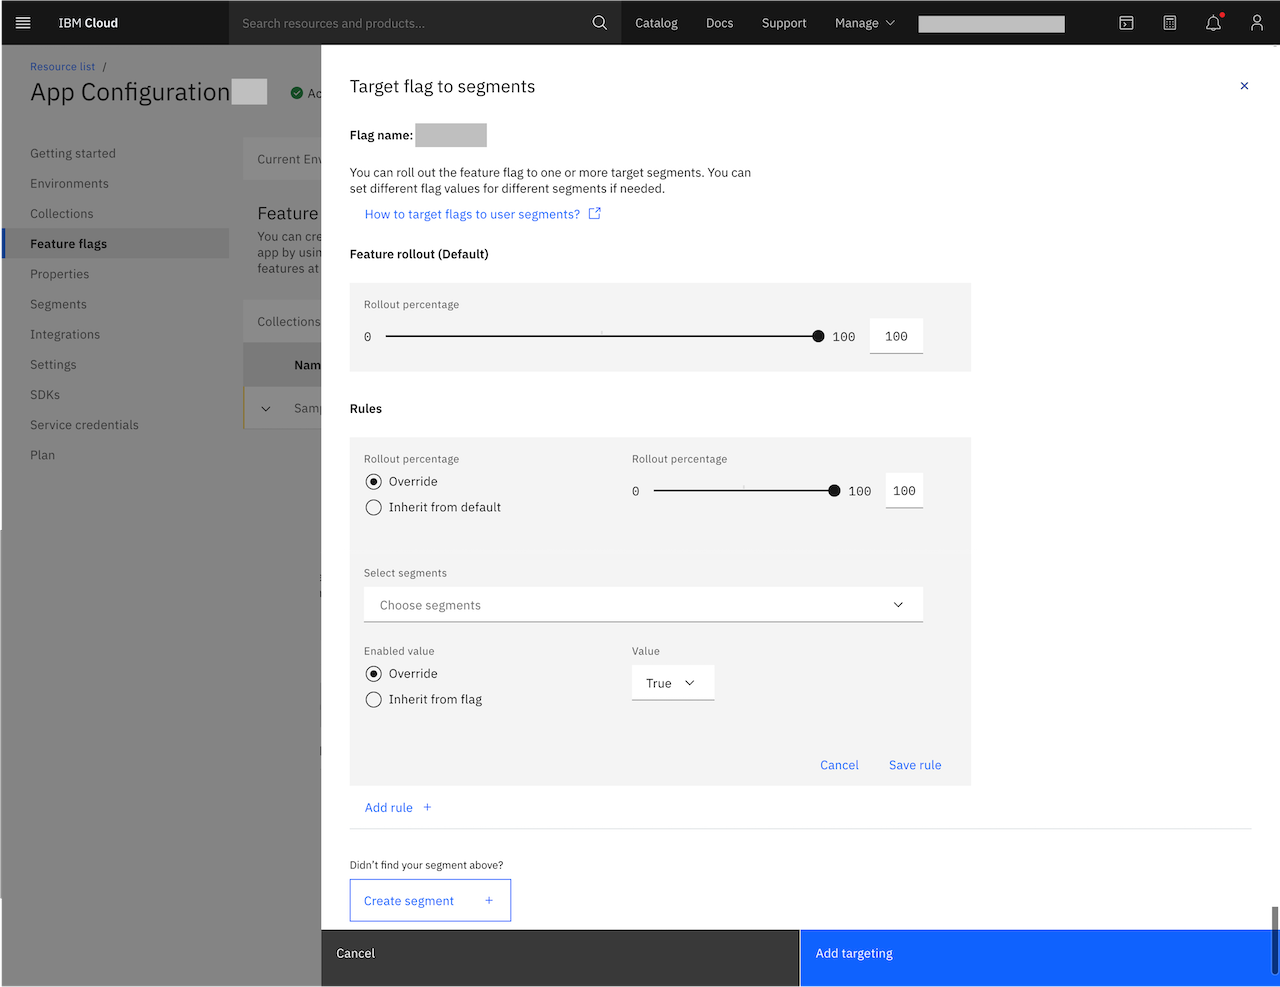 IBM Cloud
Search resources and products...
Catalog
Docs
Support
Manage
Resource list /
App Configuration
Getting started
Environments
Collections
Feature flags
Properties
Segments
Integrations
Settings
SDKs
Service credentials
Plan
Current
Feature
You can
app by
features at
Collections
Target flag to segments
Flag name:
You can roll out the feature flag to one or more target segments. You can
set different flag values for different segments if needed.
How to target flags to user segments?
Feature rollout (Default)
Rollout percentage
0 100 100
Rules
Rollout percentage
Override
Inherit from default
Rollout percentage
0 100 100
Select segments
Choose segments
Enabled value
Override
Inherit from flag
Value
True
Cancel
Save rule
Add rule +
Didn't find your segment above?
Create segment +
Cancel
Add targeting